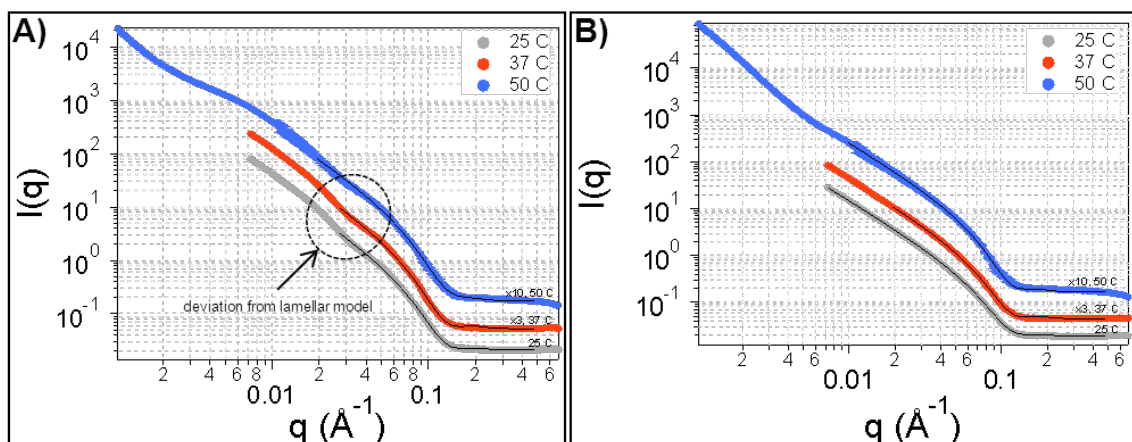 A)
25 C
37 C
50 C
10⁴
10³
10²
10¹
10⁰
10⁻¹
I(q)
deviation from lamellar model
x10, 50 C
x3, 37 C
25 C
2 4 6 0.01 2 4 6 0.1 2 4 6
q (Å⁻¹)
B)
25 C
37 C
50 C
10⁴
10³
10²
10¹
10⁰
10⁻¹
I(q)
x10, 50 C
x3, 37 C
25 C
2 4 6 0.01 2 4 6 0.1 2 4 6
q (Å⁻¹)